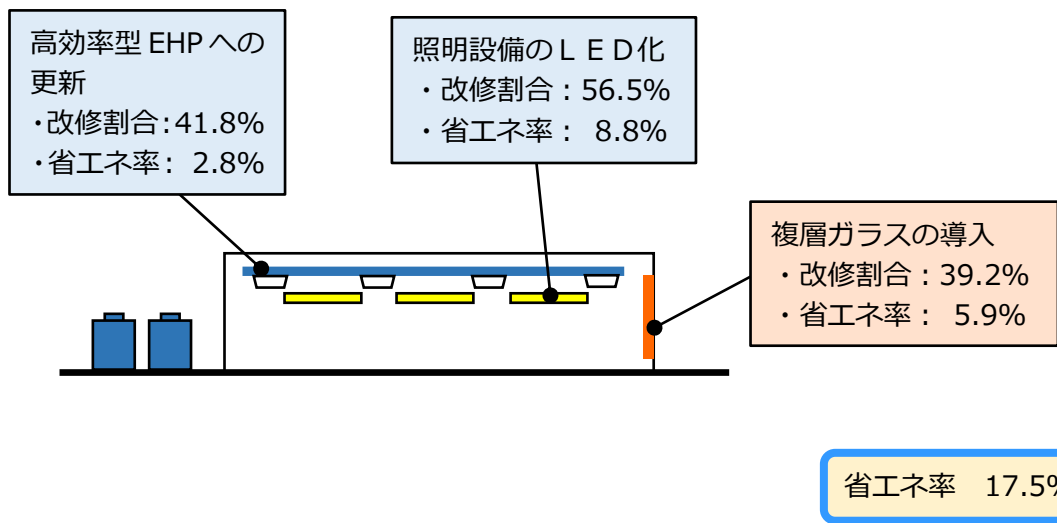 高効率型 EHP への
更新
・改修割合：41.8%
・省エネ率： 2.8%
照明設備のＬＥＤ化
・改修割合：56.5%
・省エネ率： 8.8%
複層ガラスの導入
・改修割合：39.2%
・省エネ率： 5.9%
省エネ率　17.5%